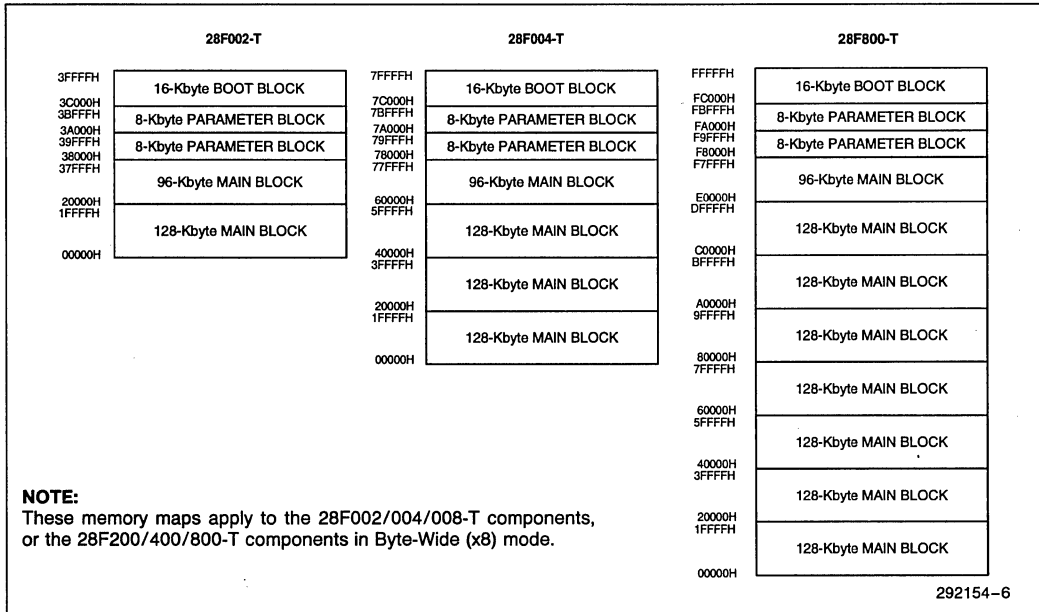 28F002-T
3FFFFH
16-Kbyte BOOT BLOCK
3C000H
3BFFFH
8-Kbyte PARAMETER BLOCK
3A000H
39FFFH
8-Kbyte PARAMETER BLOCK
38000H
37FFFH
96-Kbyte MAIN BLOCK
20000H
1FFFFH
128-Kbyte MAIN BLOCK
00000H
28F004-T
7FFFFH
16-Kbyte BOOT BLOCK
7C000H
7BFFFH
8-Kbyte PARAMETER BLOCK
7A000H
79FFFH
8-Kbyte PARAMETER BLOCK
78000H
77FFFH
96-Kbyte MAIN BLOCK
60000H
5FFFFH
128-Kbyte MAIN BLOCK
40000H
3FFFFH
128-Kbyte MAIN BLOCK
20000H
1FFFFH
128-Kbyte MAIN BLOCK
00000H
28F800-T
FFFFFH
16-Kbyte BOOT BLOCK
FC000H
FBFFFH
8-Kbyte PARAMETER BLOCK
FA000H
F9FFFH
8-Kbyte PARAMETER BLOCK
F8000H
F7FFFH
96-Kbyte MAIN BLOCK
E0000H
DFFFFH
128-Kbyte MAIN BLOCK
C0000H
BFFFFH
128-Kbyte MAIN BLOCK
A0000H
9FFFFH
128-Kbyte MAIN BLOCK
80000H
7FFFFH
128-Kbyte MAIN BLOCK
60000H
5FFFFH
128-Kbyte MAIN BLOCK
40000H
3FFFFH
128-Kbyte MAIN BLOCK
20000H
1FFFFH
128-Kbyte MAIN BLOCK
00000H
NOTE:
These memory maps apply to the 28F002/004/008-T components,
or the 28F200/400/800-T components in Byte-Wide (x8) mode.
292154–6